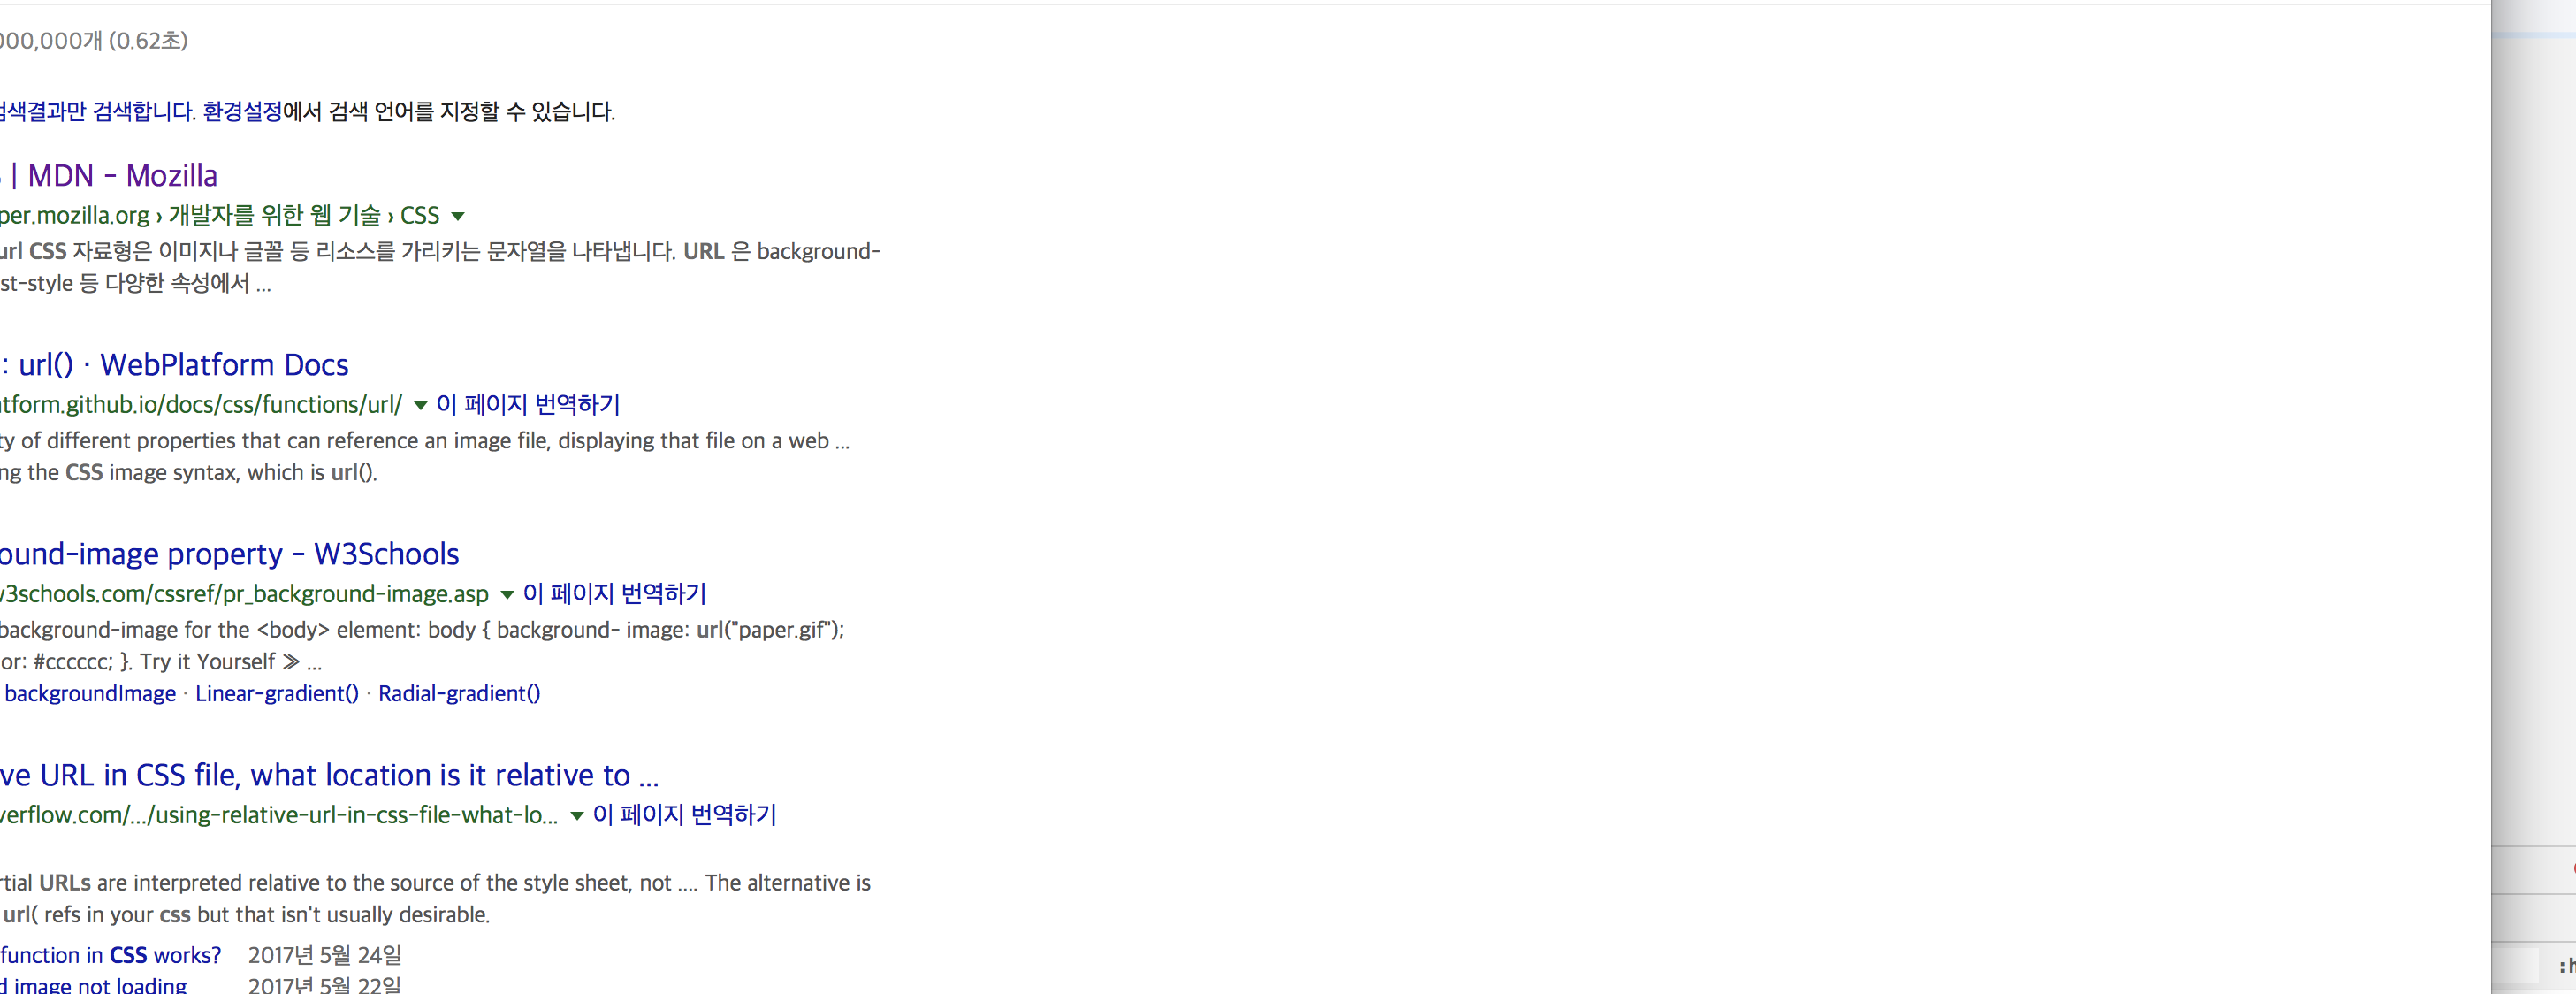 000,000개 (0.62초)
검색결과만 검색합니다. 환경설정에서 검색 언어를 지정할 수 있습니다.
| MDN - Mozilla
per.mozilla.org › 개발자를 위한 웹 기술 › CSS ▼
url CSS 자료형은 이미지나 글꼴 등 리소스를 가리키는 문자열을 나타냅니다. URL 은 background-
st-style 등 다양한 속성에서 ...
: url() · WebPlatform Docs
tform.github.io/docs/css/functions/url/ ▼ 이 페이지 번역하기
ty of different properties that can reference an image file, displaying that file on a web ...
ng the CSS image syntax, which is url().
ound-image property - W3Schools
w3schools.com/cssref/pr_background-image.asp ▼ 이 페이지 번역하기
background-image for the <body> element: body { background- image: url("paper.gif");
or: #cccccc; }. Try it Yourself ≫ ...
backgroundImage · Linear-gradient() · Radial-gradient()
ve URL in CSS file, what location is it relative to ...
verflow.com/.../using-relative-url-in-css-file-what-lo... ▼ 이 페이지 번역하기
rtial URLs are interpreted relative to the source of the style sheet, not .... The alternative is
url( refs in your css but that isn't usually desirable.
function in CSS works? 2017년 5월 24일
d image not loading 2017년 5월 22일
:h